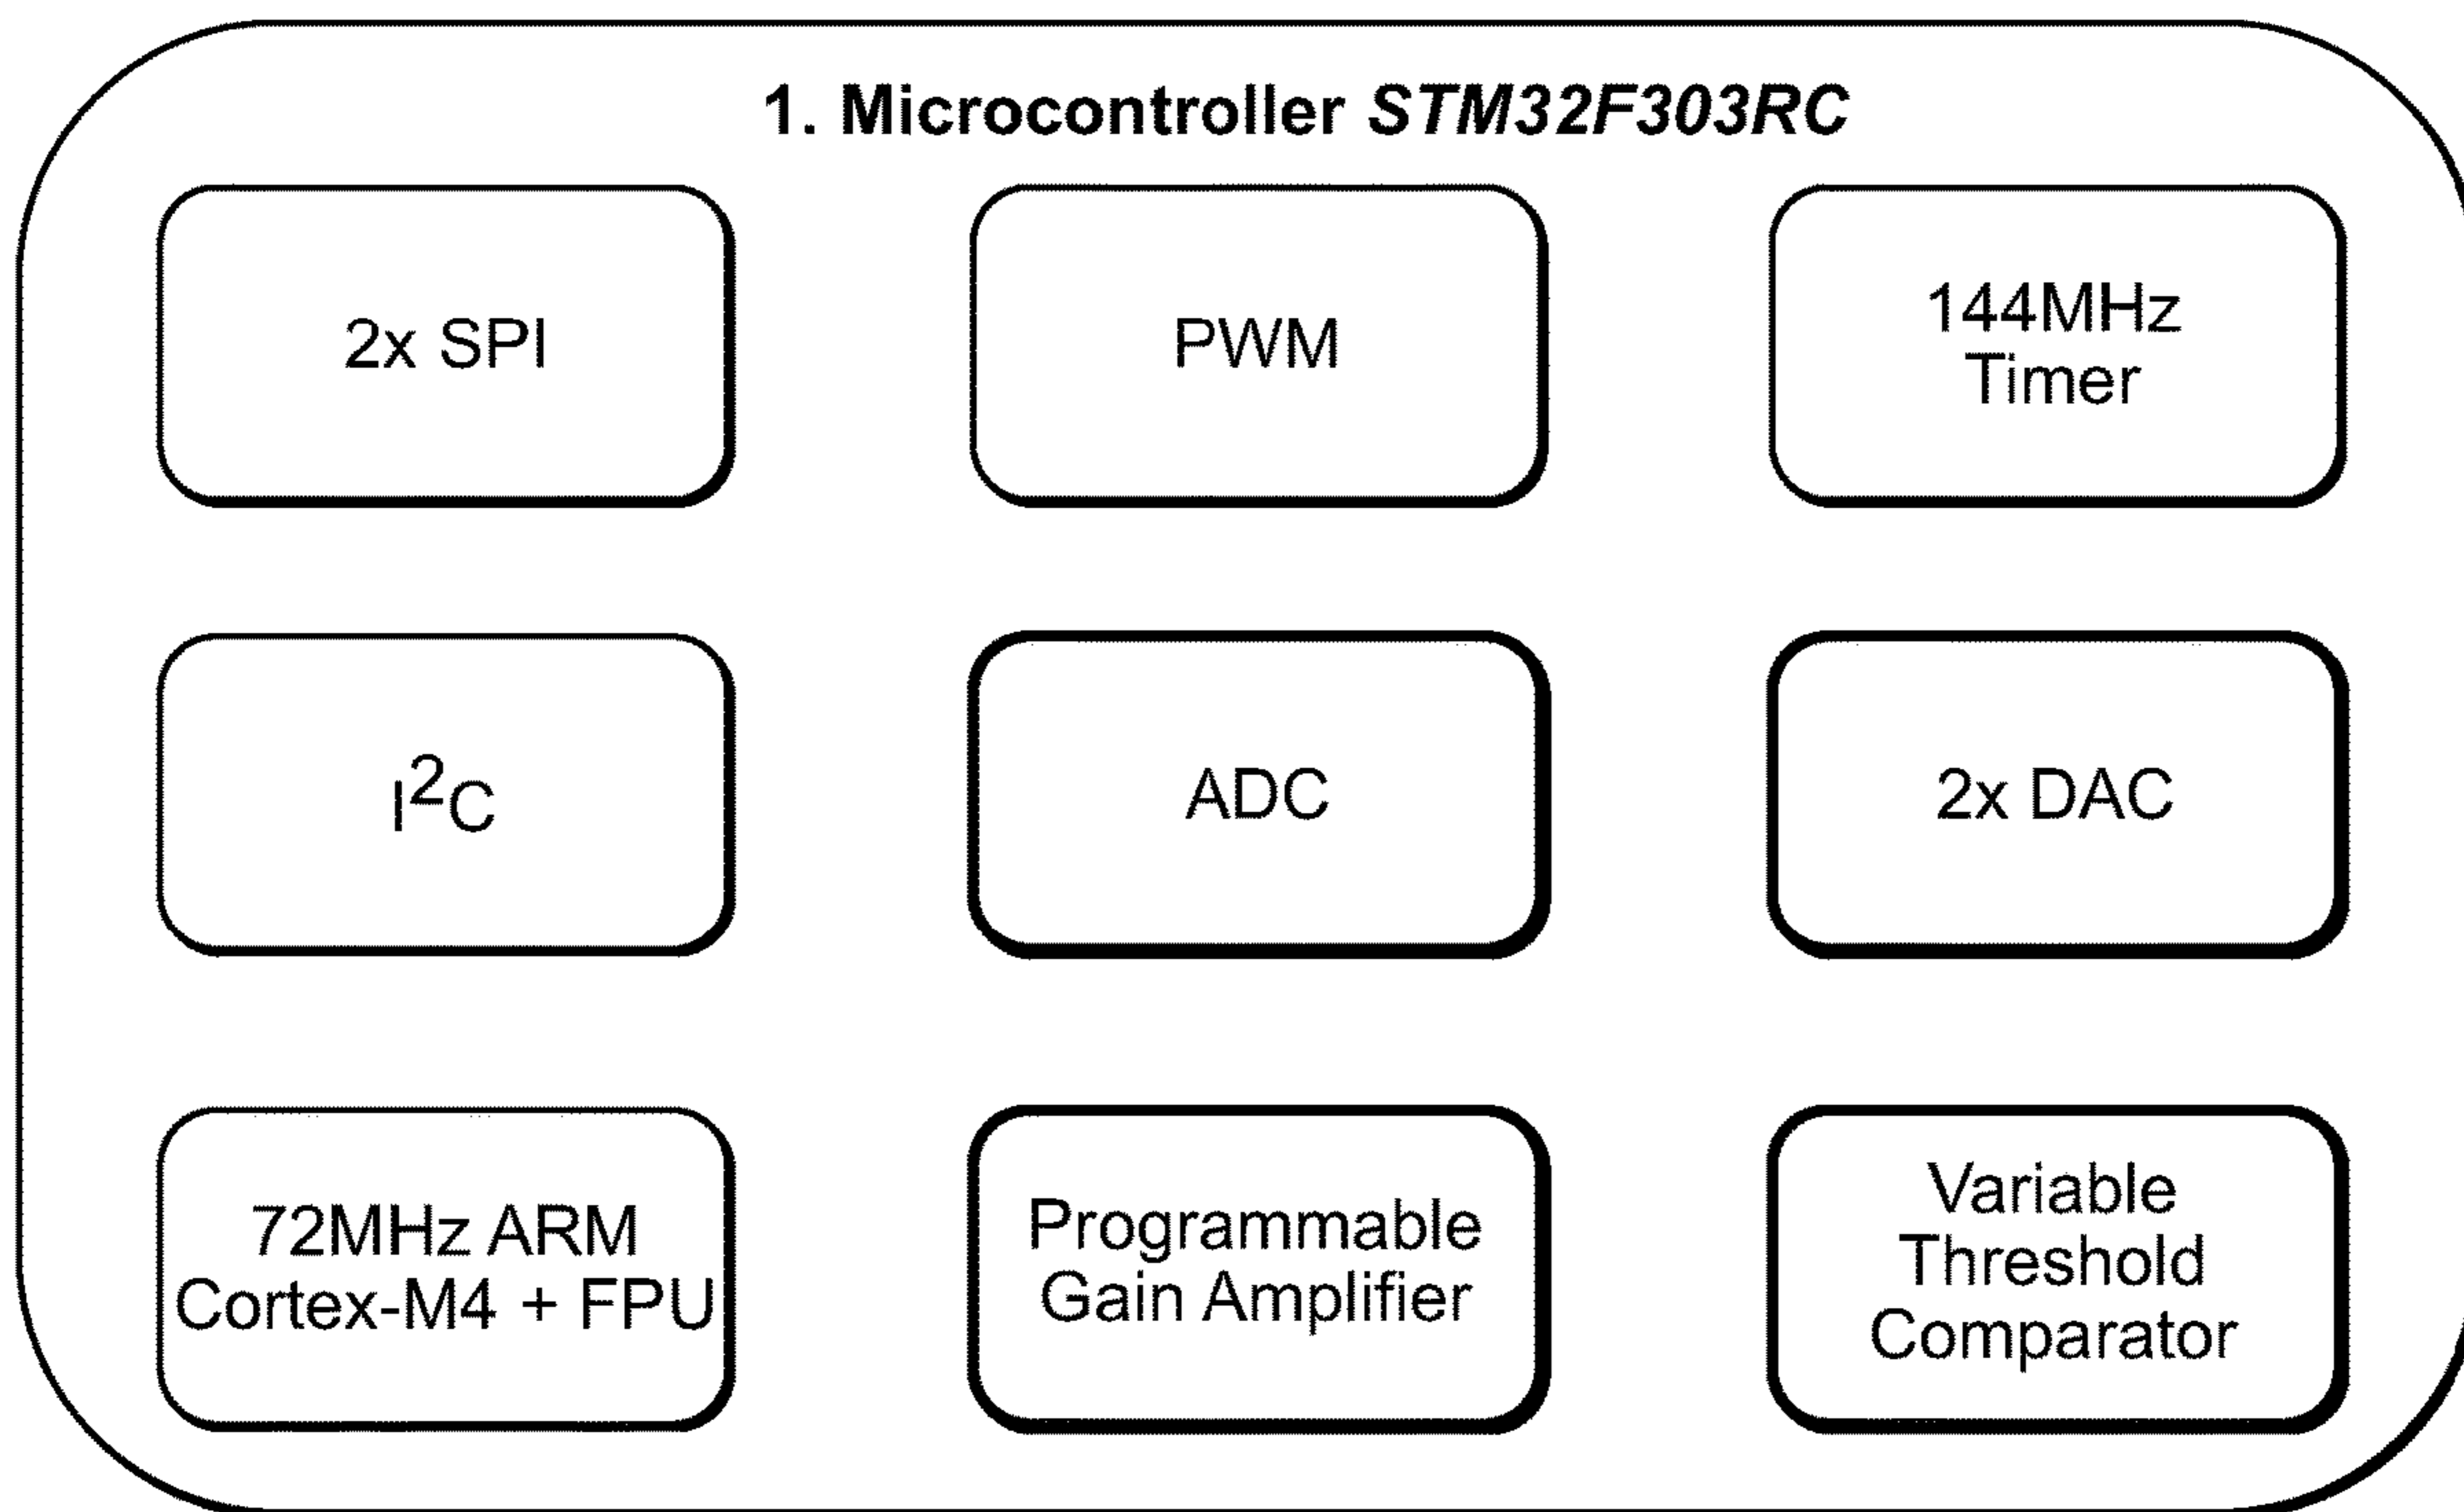 1. Microcontroller STM32F303RC
2x SPI
PWM
144MHz
Timer
I²C
ADC
2x DAC
72MHz ARM
Cortex-M4 + FPU
Programmable
Gain Amplifier
Variable
Threshold
Comparator